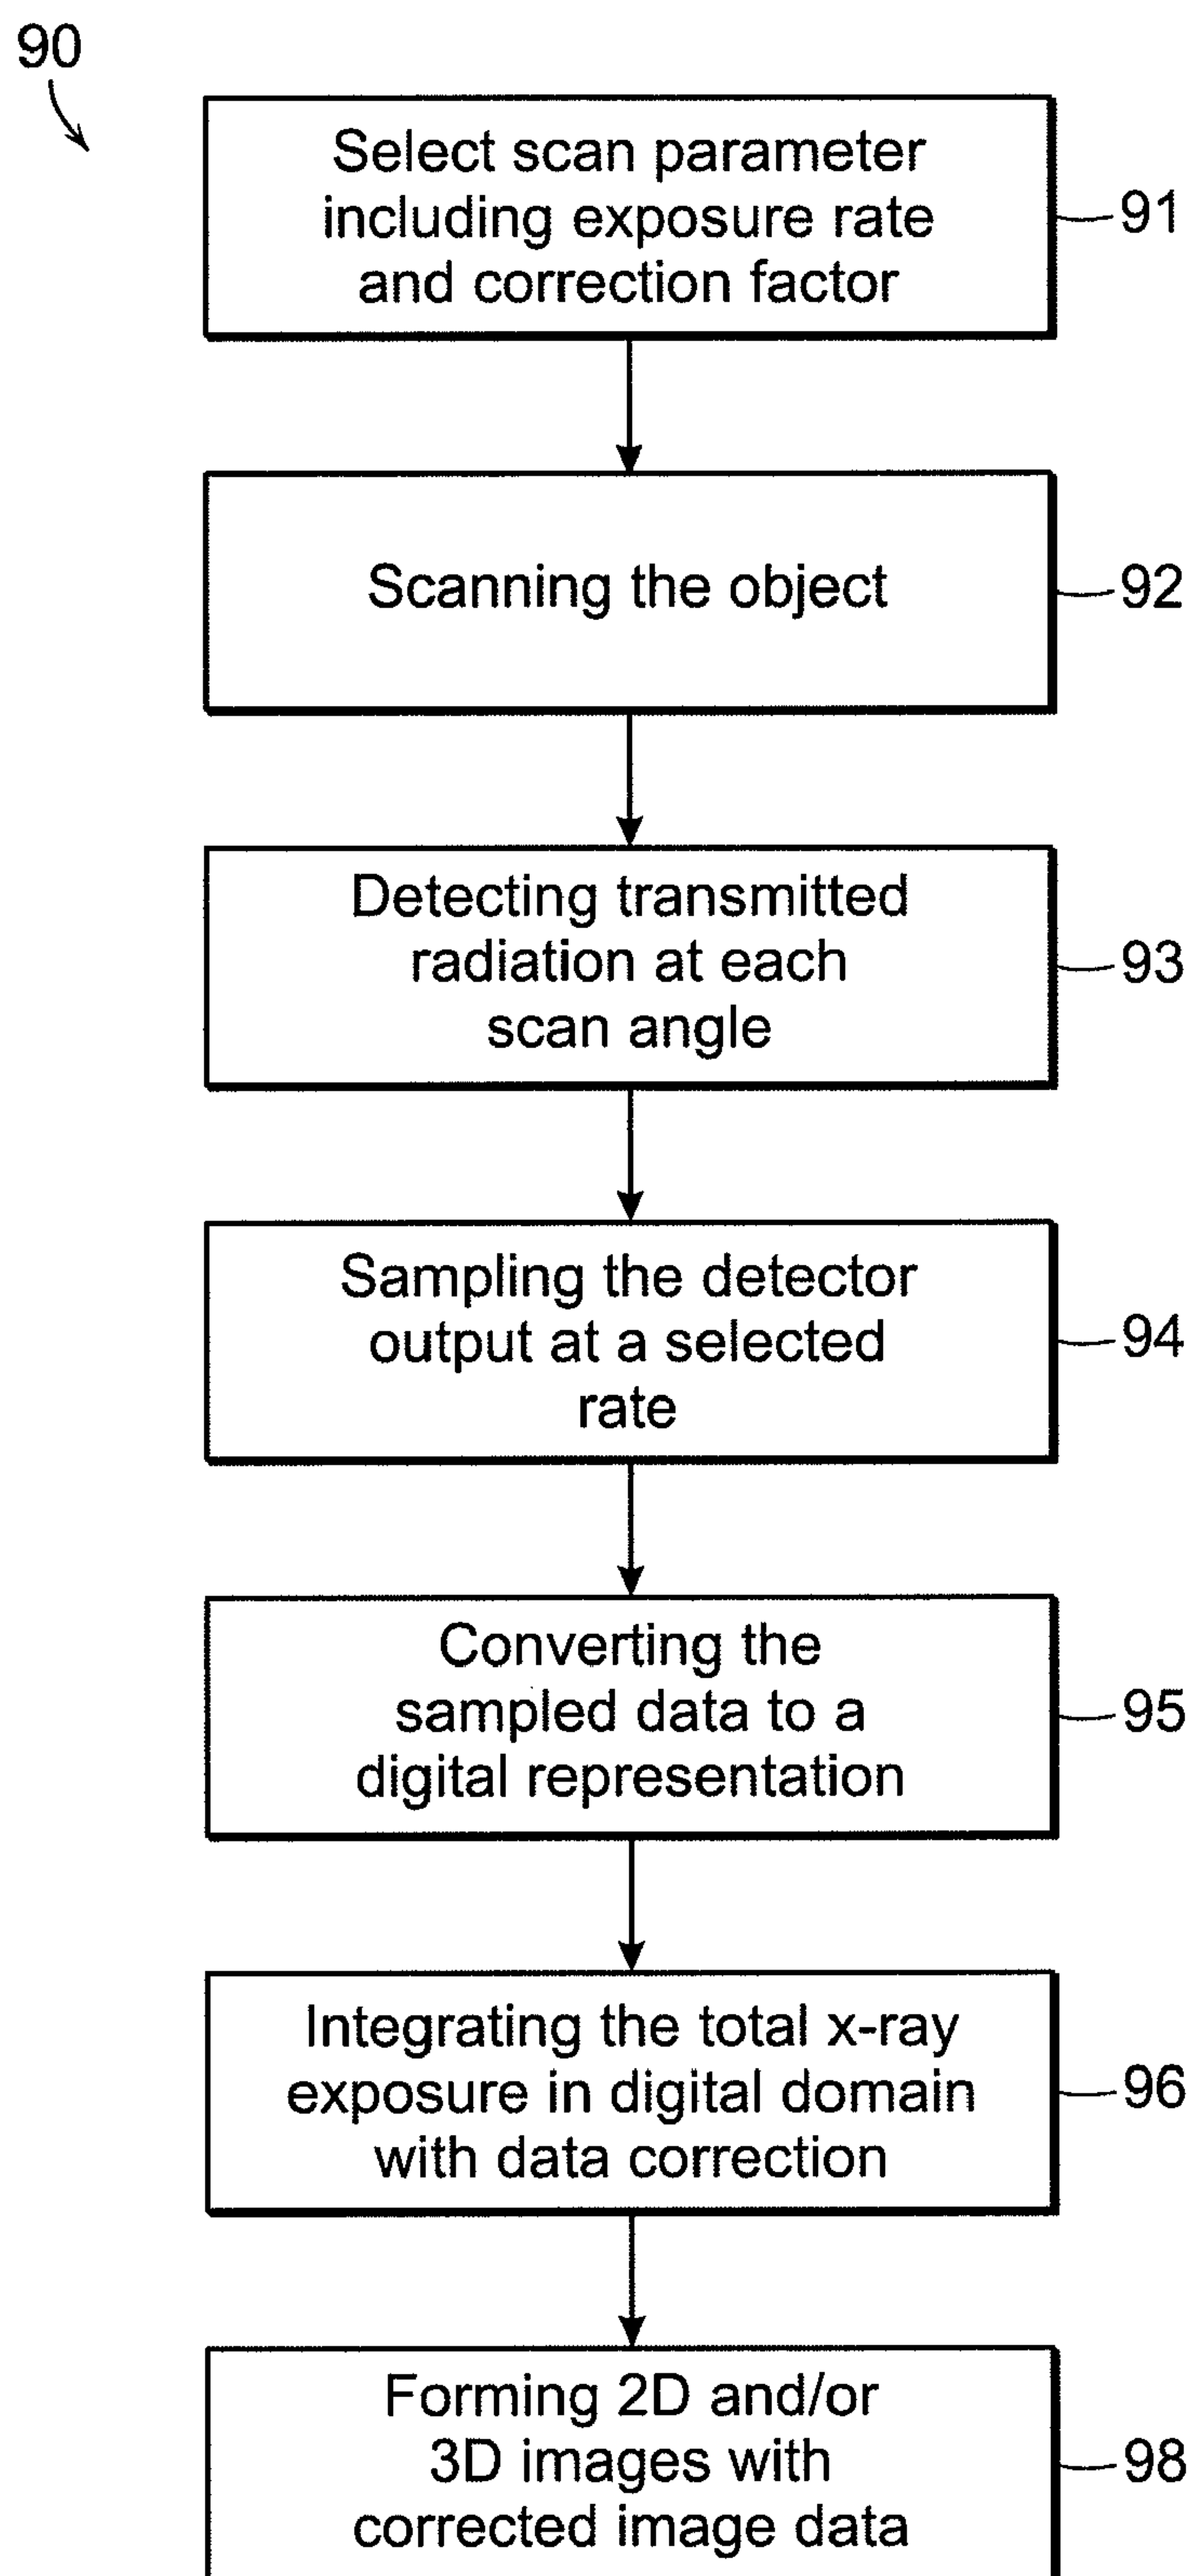 90
Select scan parameter
including exposure rate
and correction factor
91
Scanning the object
92
Detecting transmitted
radiation at each
scan angle
93
Sampling the detector
output at a selected
rate
94
Converting the
sampled data to a
digital representation
95
Integrating the total x-ray
exposure in digital domain
with data correction
96
Forming 2D and/or
3D images with
corrected image data
98